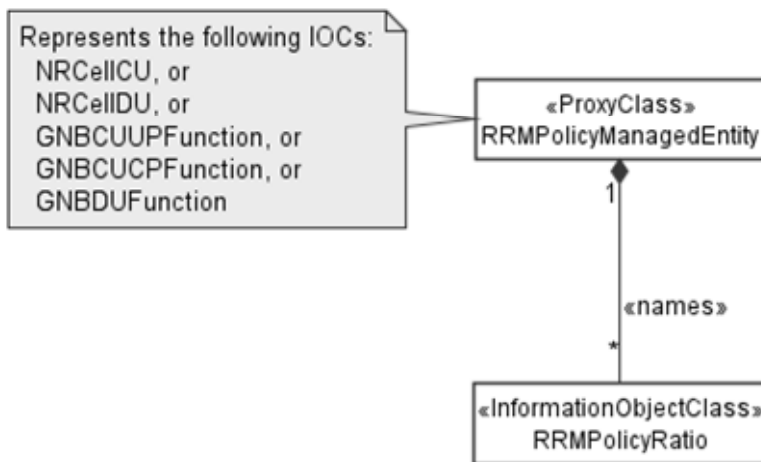 Represents the following IOCs:
NRCellCU, or
NRCellDU, or
GNBCUUPFunction, or
GNBCUCPFunction, or
GNBDUFunction
«ProxyClass»
RRMPolicyManagedEntity
1
«names»
*
«InformationObjectClass»
RRMPolicyRatio